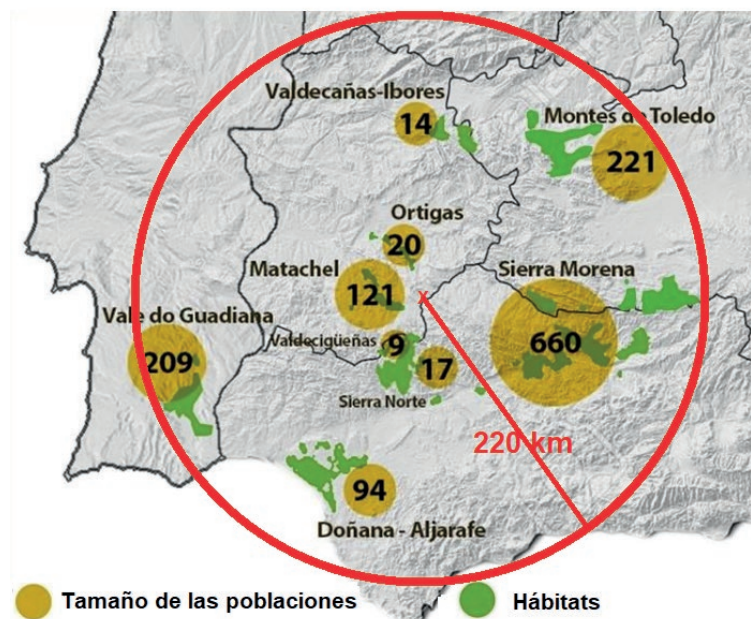 Valdecañas-Ibores
14
Montes de Toledo
221
Ortigas
20
Matachel
121
Sierra Morena
660
Vale do Guadiana
209
Valdecigüeñas
9
17
Sierra Norte
x
220 km
94
Doñana - Aljarafe
Tamaño de las poblaciones
Hábitats